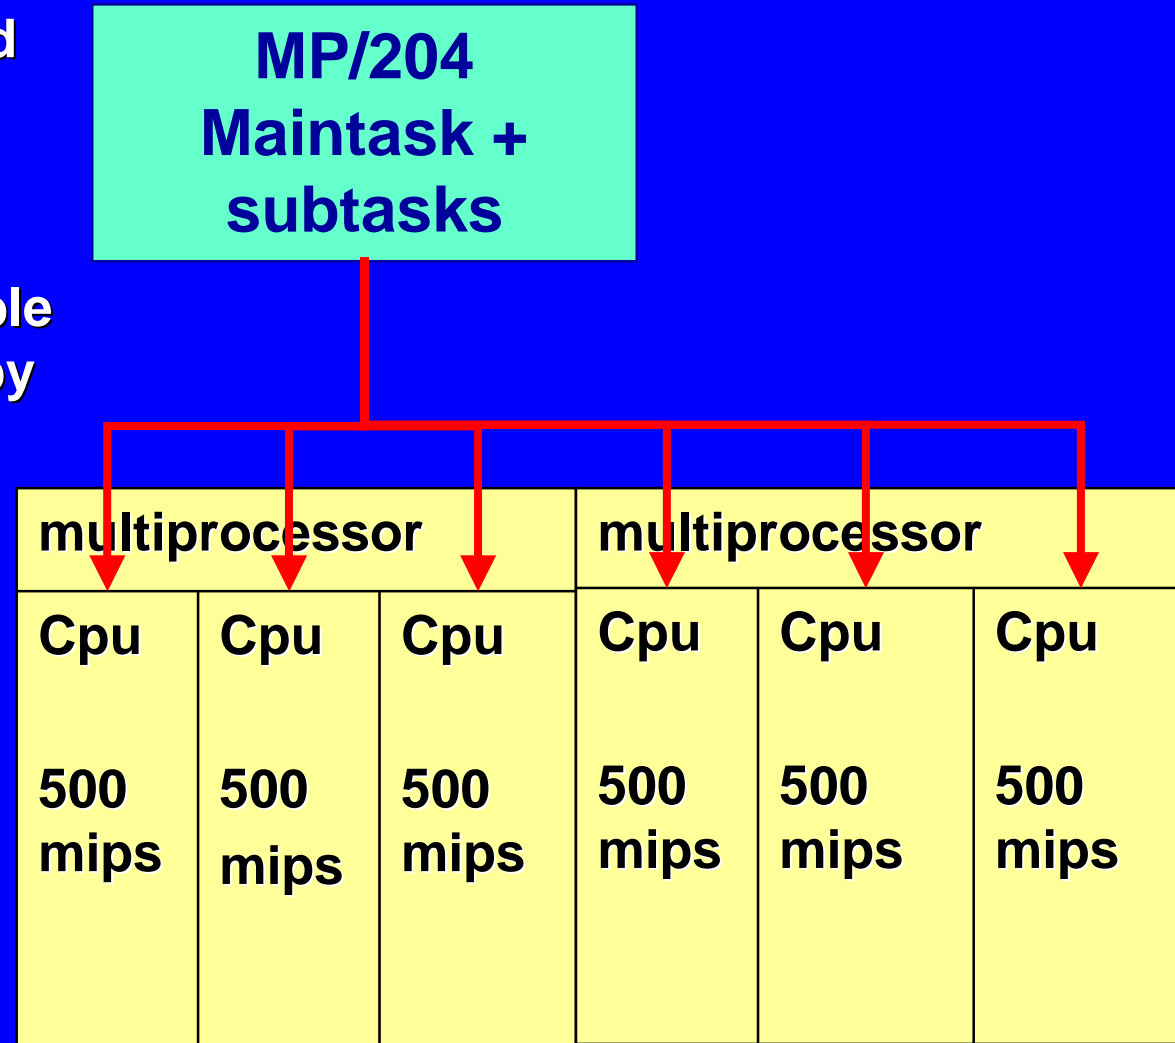 MP/204
Maintask +
subtasks
multiprocessor multiprocessor
Cpu Cpu Cpu Cpu Cpu Cpu
500 500 500 500 500 500
mips mips mips mips mips mips